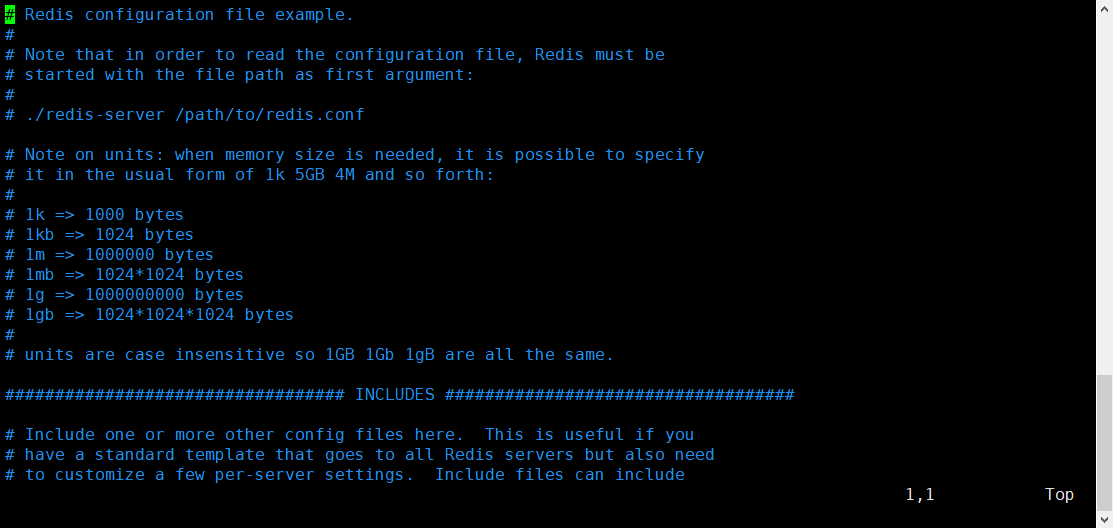 # Redis configuration file example.
#
# Note that in order to read the configuration file, Redis must be
# started with the file path as first argument:
#
# ./redis-server /path/to/redis.conf

# Note on units: when memory size is needed, it is possible to specify
# it in the usual form of 1k 5GB 4M and so forth:
#
# 1k => 1000 bytes
# 1kb => 1024 bytes
# 1m => 1000000 bytes
# 1mb => 1024*1024 bytes
# 1g => 1000000000 bytes
# 1gb => 1024*1024*1024 bytes
#
# units are case insensitive so 1GB 1Gb 1gB are all the same.

################################## INCLUDES ###################################

# Include one or more other config files here.  This is useful if you
# have a standard template that goes to all Redis servers but also need
# to customize a few per-server settings.  Include files can include
1,1 Top